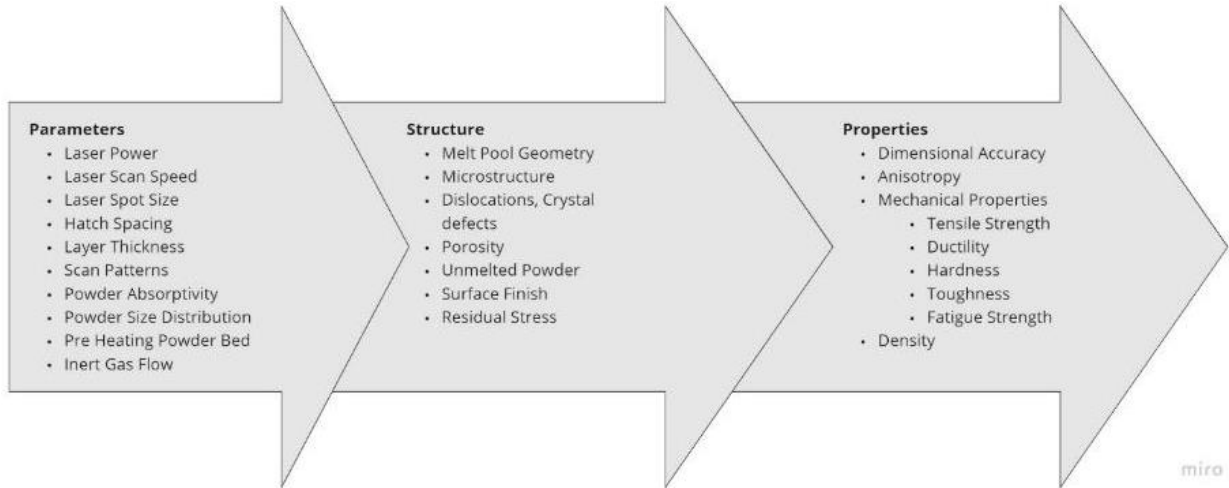 Parameters
• Laser Power
• Laser Scan Speed
• Laser Spot Size
• Hatch Spacing
• Layer Thickness
• Scan Patterns
• Powder Absorptivity
• Powder Size Distribution
• Pre Heating Powder Bed
• Inert Gas Flow
Structure
• Melt Pool Geometry
• Microstructure
• Dislocations, Crystal
defects
• Porosity
• Unmelted Powder
• Surface Finish
• Residual Stress
Properties
• Dimensional Accuracy
• Anisotropy
• Mechanical Properties
• Tensile Strength
• Ductility
• Hardness
• Toughness
• Fatigue Strength
• Density
miro